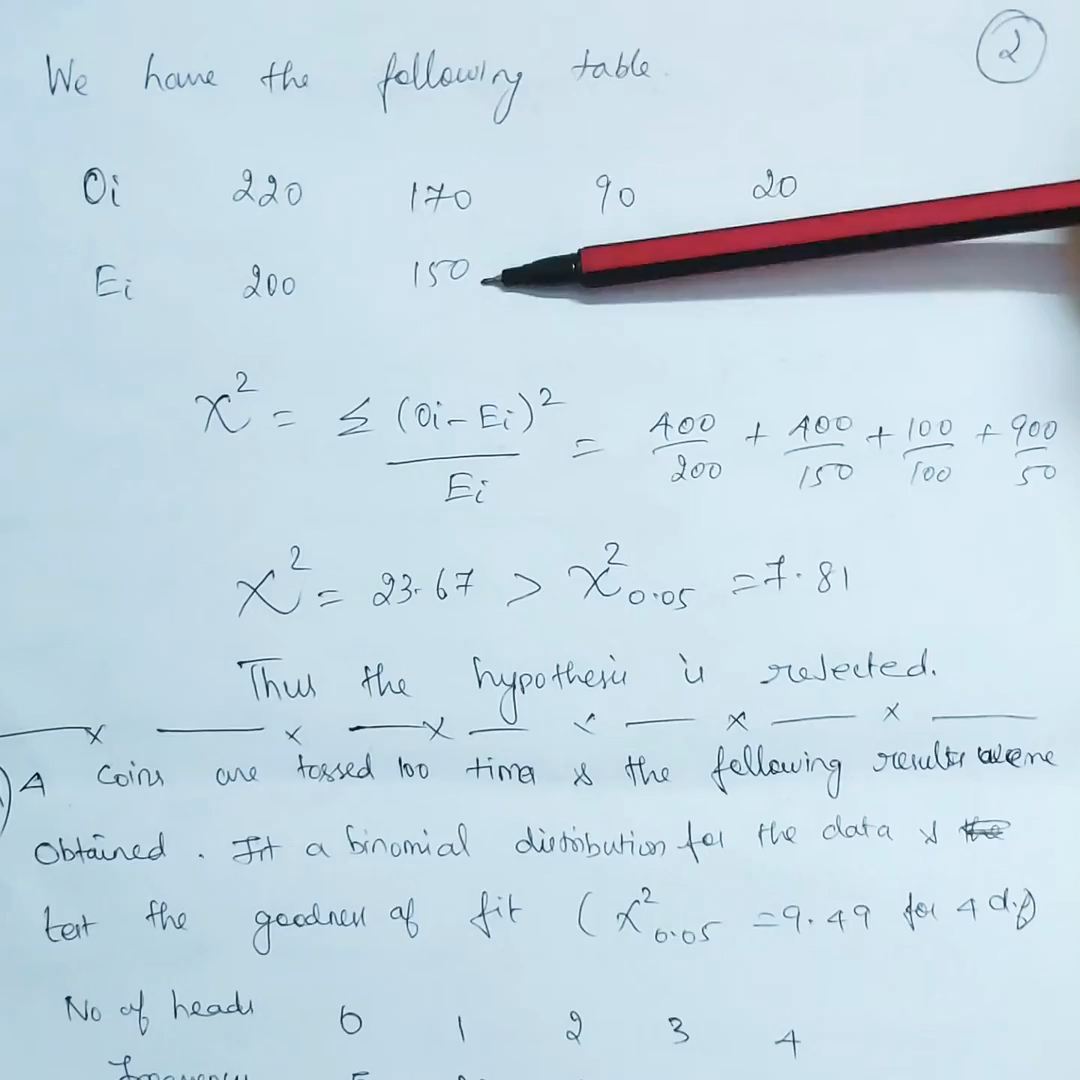 2
We have the following table.
Oi 220 170 90 20
Ei 200 150
χ² = Σ (Oi - Ei)² / Ei = 400/200 + 400/150 + 100/100 + 900/50
χ² = 23.67 > χ²0.05 = 7.81
Thus the hypothesis is rejected.
4 Coins are tossed 100 times & the following results were
Obtained. Fit a binomial distribution for the data &
test the goodness of fit (χ²0.05 = 9.49 for 4 d.f)
No of heads 0 1 2 3 4
Frequency 5